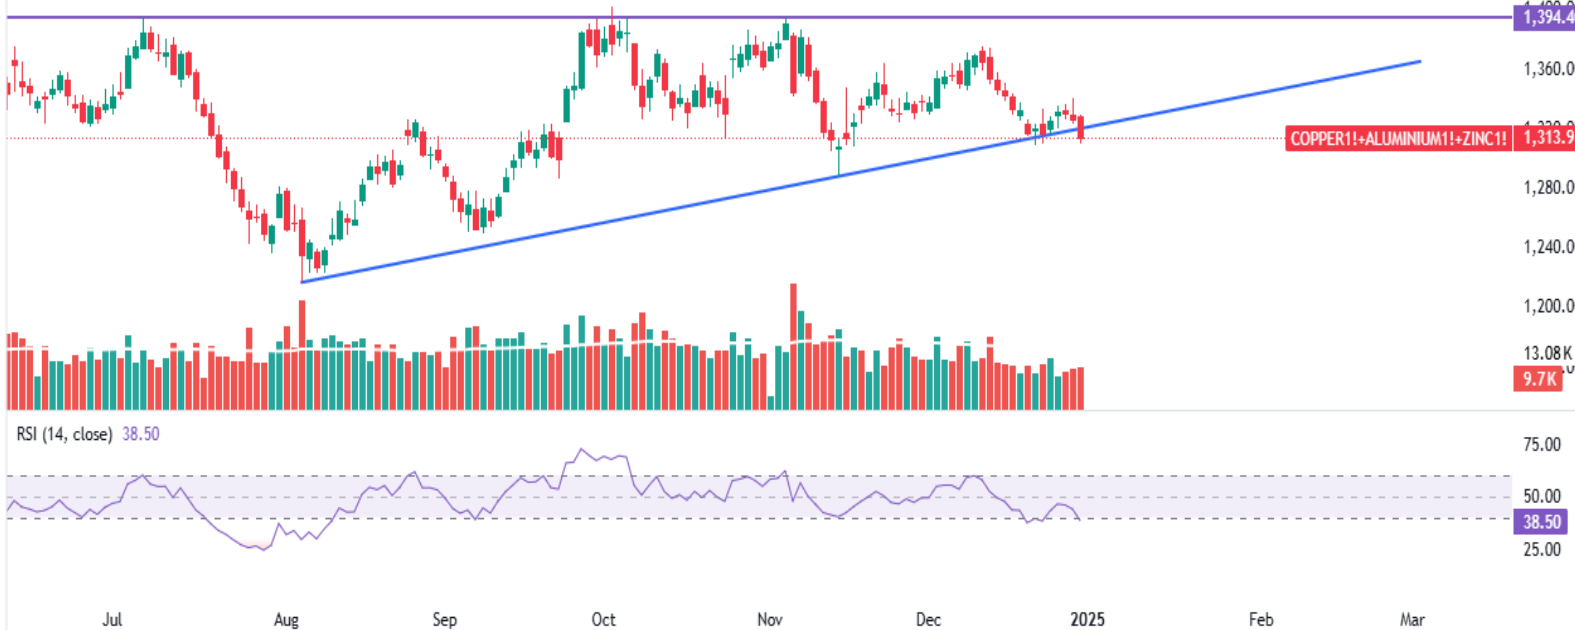 1,394.4
1,360.0
COPPER1!+ALUMINIUM1!+ZINC1! 1,313.9
1,280.0
1,240.0
1,200.0
13.08K
9.7K
RSI (14, close) 38.50
75.00
50.00
38.50
25.00
Jul Aug Sep Oct Nov Dec 2025 Feb Mar